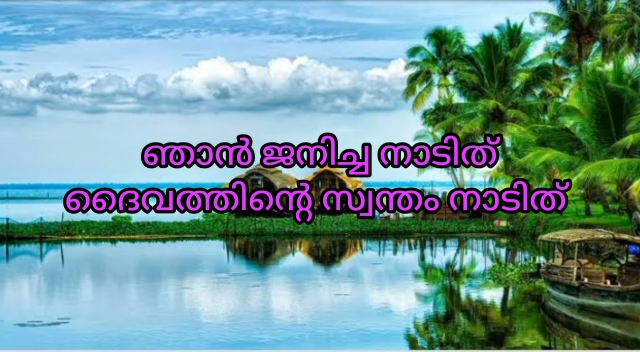 ഞാൻ ജനിച്ച നാടിത്
ദൈവത്തിന്റെ സ്വന്തം നാടിത്